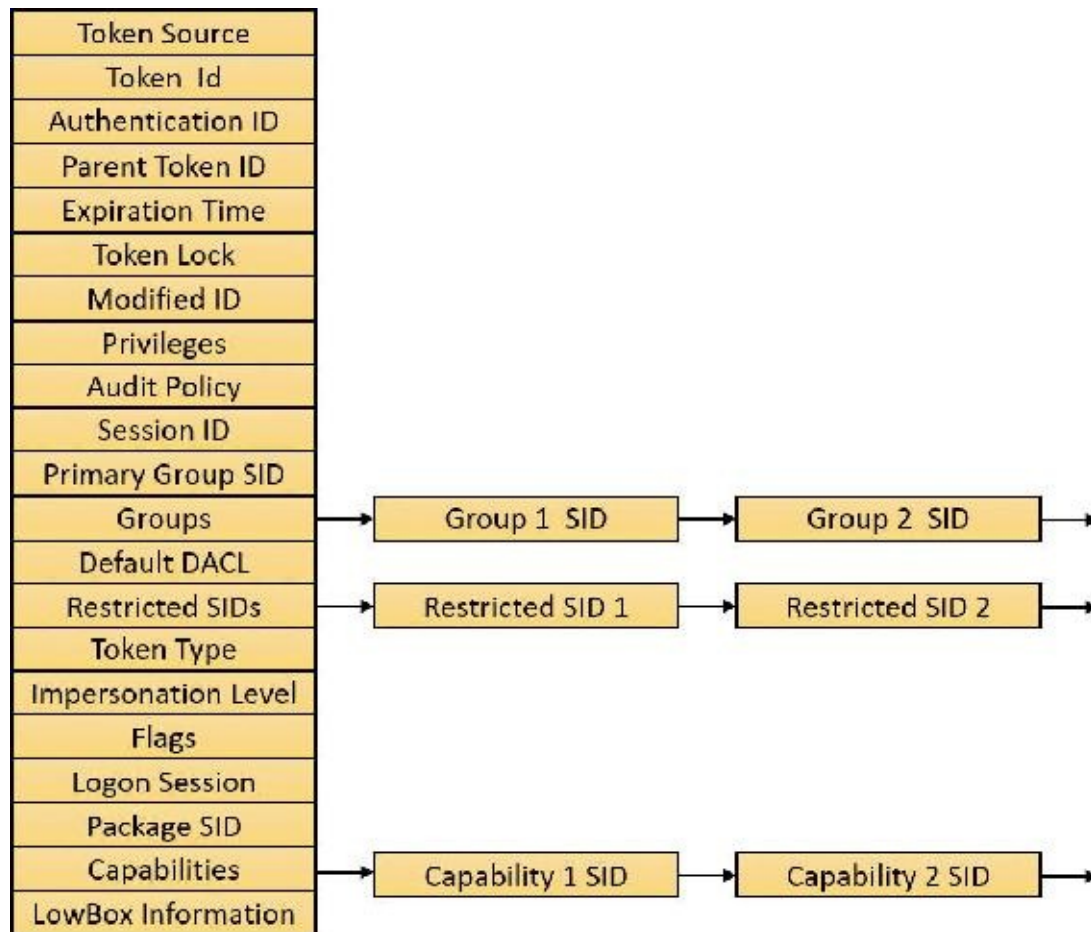 Token Source
Token Id
Authentication ID
Parent Token ID
Expiration Time
Token Lock
Modified ID
Privileges
Audit Policy
Session ID
Primary Group SID
Groups
Group 1 SID
Group 2 SID
Default DACL
Restricted SIDs
Restricted SID 1
Restricted SID 2
Token Type
Impersonation Level
Flags
Logon Session
Package SID
Capabilities
Capability 1 SID
Capability 2 SID
LowBox Information